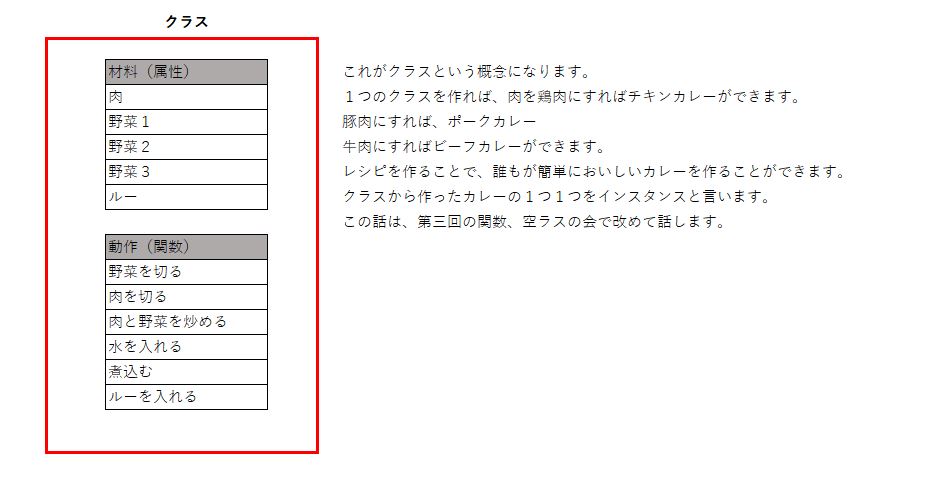 クラス
材料（属性）
肉
野菜１
野菜２
野菜３
ルー
動作（関数）
野菜を切る
肉を切る
肉と野菜を炒める
水を入れる
煮込む
ルーを入れる
これがクラスという概念になります。
１つのクラスを作れば、肉を鶏肉にすればチキンカレーができます。
豚肉にすれば、ポークカレー
牛肉にすればビーフカレーができます。
レシピを作ることで、誰もが簡単においしいカレーを作ることができます。
クラスから作ったカレーの１つ１つをインスタンスと言います。
この話は、第三回の関数、空ラスの会で改めて話します。